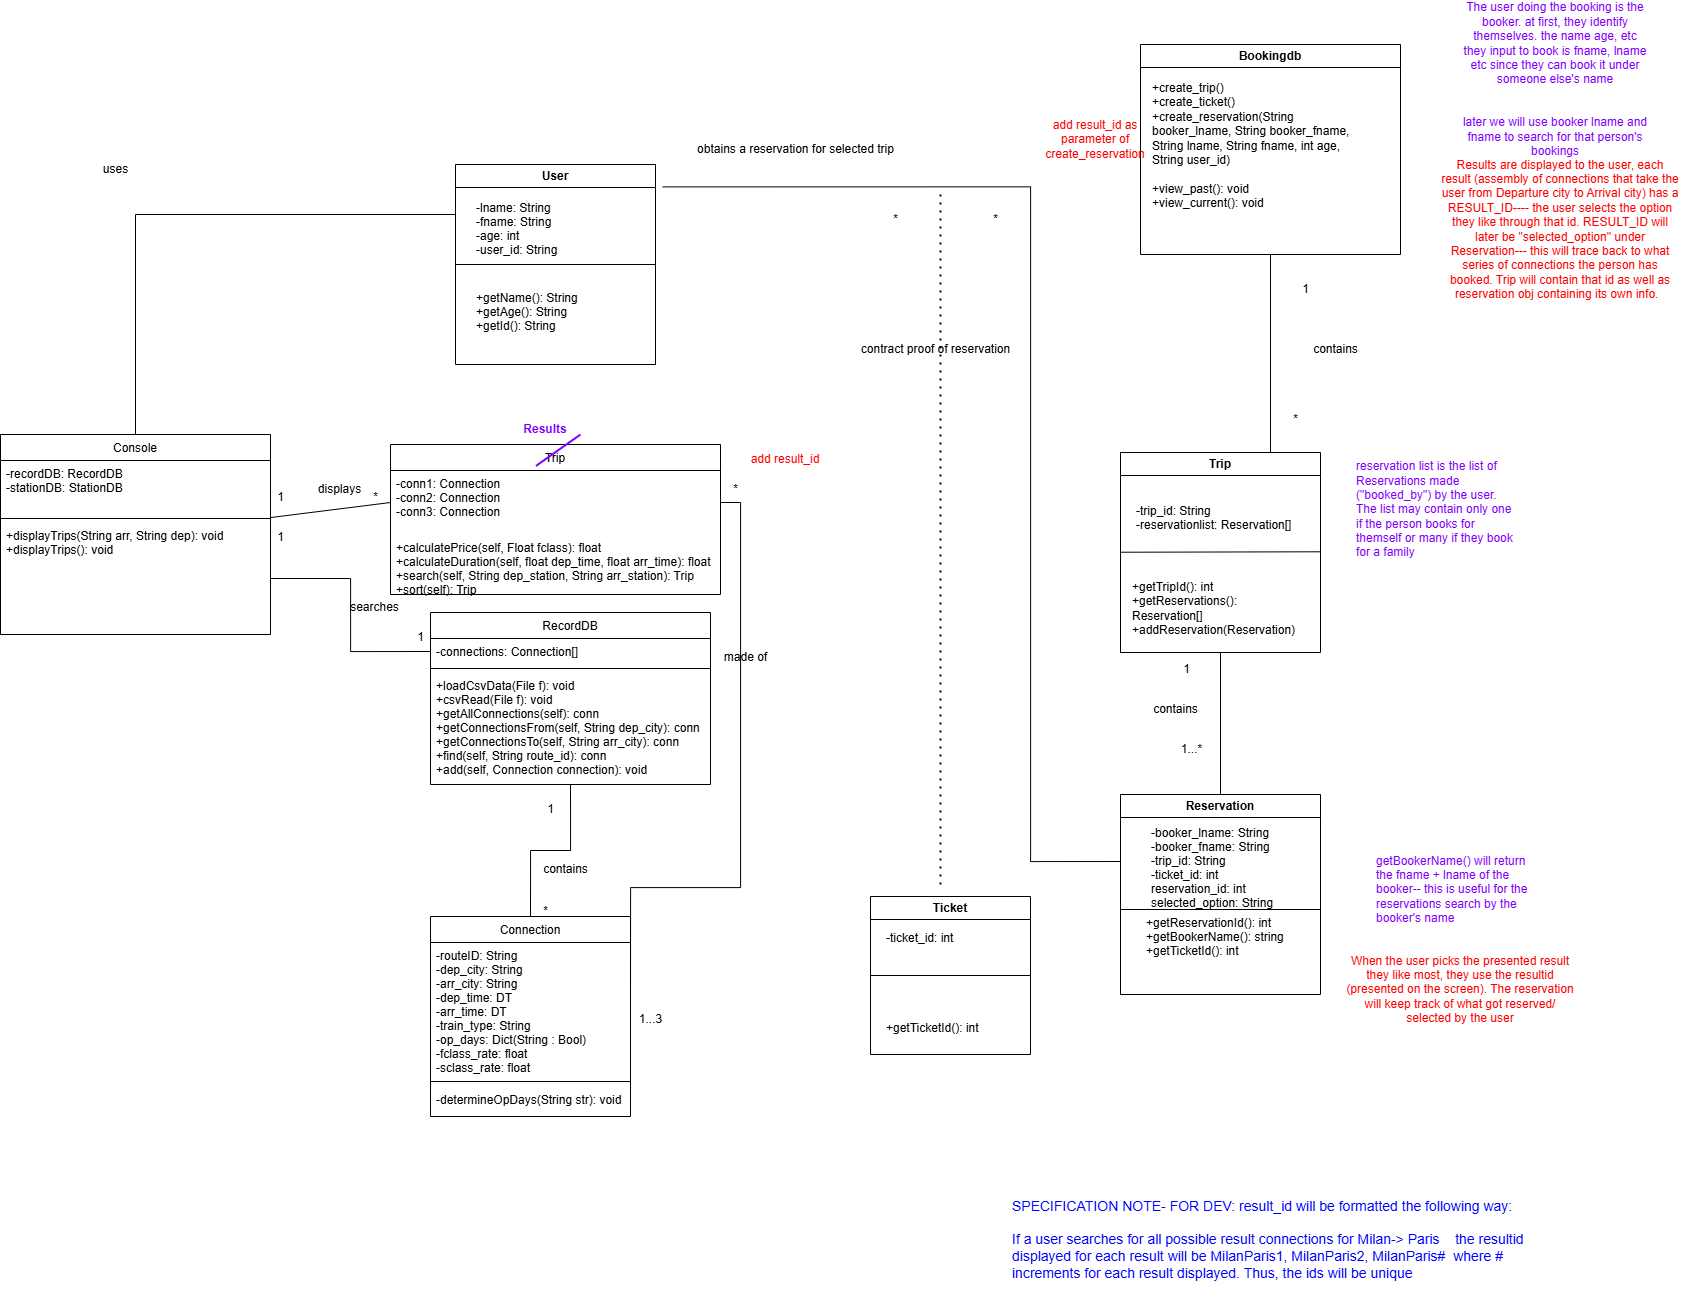 The user doing the booking is the
booker. at first, they identify
themselves. the name age, etc
they input to book is fname, lname
etc since they can book it under
someone else's name
later we will use booker lname and
fname to search for that person's
bookings
Results are displayed to the user, each
result (assembly of connections that take the
user from Departure city to Arrival city) has a
RESULT_ID---- the user selects the option
they like through that id. RESULT_ID will
later be "selected_option" under
Reservation--- this will trace back to what
series of connections the person has
booked. Trip will contain that id as well as
reservation obj containing its own info.
Bookingdb
+create_trip()
+create_ticket()
+create_reservation(String
booker_lname, String booker_fname,
String lname, String fname, int age,
String user_id)
+view_past(): void
+view_current(): void
add result_id as
parameter of
create_reservation
obtains a reservation for selected trip
uses
User
-lname: String
-fname: String
-age: int
-user_id: String
+getName(): String
+getAge(): String
+getId(): String
*
*
1
contains
*
contract proof of reservation
Console
-recordDB: RecordDB
-stationDB: StationDB
+displayTrips(String arr, String dep): void
+displayTrips(): void
1
displays
*
1
searches
1
Results
Trip
-conn1: Connection
-conn2: Connection
-conn3: Connection
+calculatePrice(self, Float fclass): float
+calculateDuration(self, float dep_time, float arr_time): float
+search(self, String dep_station, String arr_station): Trip
+sort(self): Trip
add result_id
*
made of
RecordDB
-connections: Connection[]
+loadCsvData(File f): void
+csvRead(File f): void
+getAllConnections(self): conn
+getConnectionsFrom(self, String dep_city): conn
+getConnectionsTo(self, String arr_city): conn
+find(self, String route_id): conn
+add(self, Connection connection): void
1
contains
*
Connection
-routeID: String
-dep_city: String
-arr_city: String
-dep_time: DT
-arr_time: DT
-train_type: String
-op_days: Dict(String : Bool)
-fclass_rate: float
-sclass_rate: float
-determineOpDays(String str): void
1...3
Trip
-trip_id: String
-reservationlist: Reservation[]
+getTripId(): int
+getReservations():
Reservation[]
+addReservation(Reservation)
reservation list is the list of
Reservations made
("booked_by") by the user.
The list may contain only one
if the person books for
themself or many if they book
for a family
1
contains
1...*
Reservation
-booker_lname: String
-booker_fname: String
-trip_id: String
-ticket_id: int
reservation_id: int
selected_option: String
+getReservationId(): int
+getBookerName(): string
+getTicketId(): int
getBookerName() will return
the fname + lname of the
booker-- this is useful for the
reservations search by the
booker's name
When the user picks the presented result
they like most, they use the resultid
(presented on the screen). The reservation
will keep track of what got reserved/
selected by the user
Ticket
-ticket_id: int
+getTicketId(): int
SPECIFICATION NOTE- FOR DEV: result_id will be formatted the following way:
If a user searches for all possible result connections for Milan-> Paris the resultid
displayed for each result will be MilanParis1, MilanParis2, MilanParis# where #
increments for each result displayed. Thus, the ids will be unique